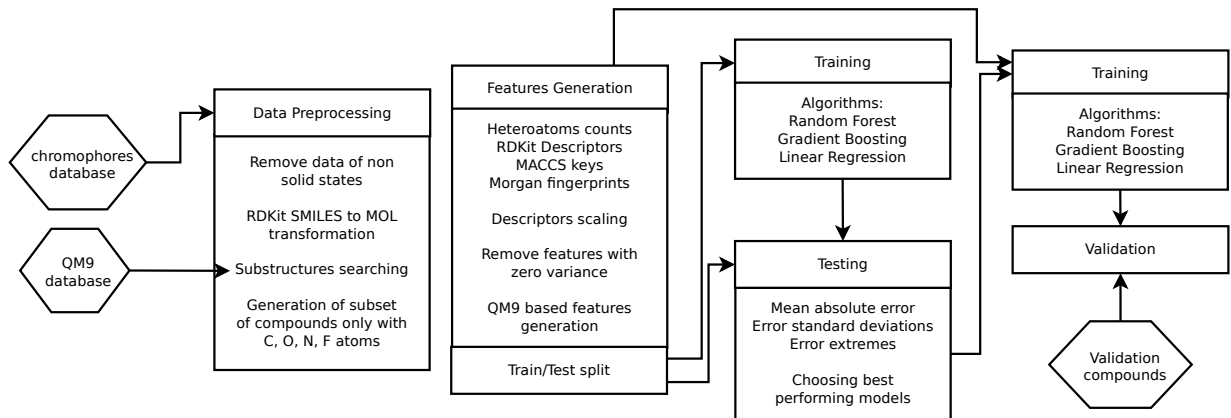 chromophores
database
QM9
database
Data Preprocessing
Remove data of non
solid states
RDKit SMILES to MOL
transformation
Substructures searching
Generation of subset
of compounds only with
C, O, N, F atoms
Features Generation
Heteroatoms counts
RDKit Descriptors
MACCS keys
Morgan fingerprints
Descriptors scaling
Remove features with
zero variance
QM9 based features
generation
Train/Test split
Training
Algorithms:
Random Forest
Gradient Boosting
Linear Regression
Testing
Mean absolute error
Error standard deviations
Error extremes
Choosing best
performing models
Training
Algorithms:
Random Forest
Gradient Boosting
Linear Regression
Validation
Validation
compounds